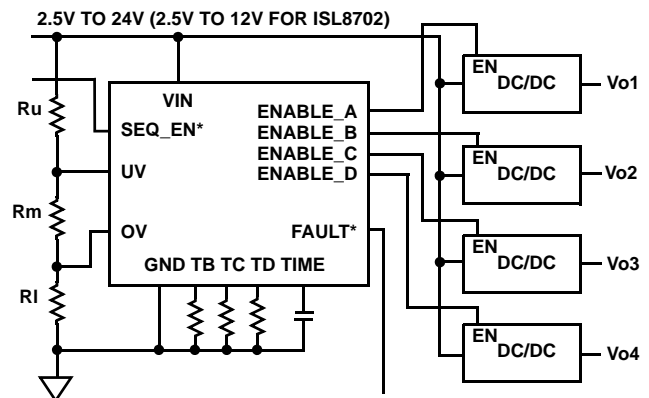 2.5V TO 24V (2.5V TO 12V FOR ISL8702)
Ru
Rm
Rl
VIN
SEQ_EN*
UV
OV
GND TB TC TD TIME
ENABLE_A
ENABLE_B
ENABLE_C
ENABLE_D
FAULT*
EN
DC/DC
Vo1
EN
DC/DC
Vo2
EN
DC/DC
Vo3
EN
DC/DC
Vo4